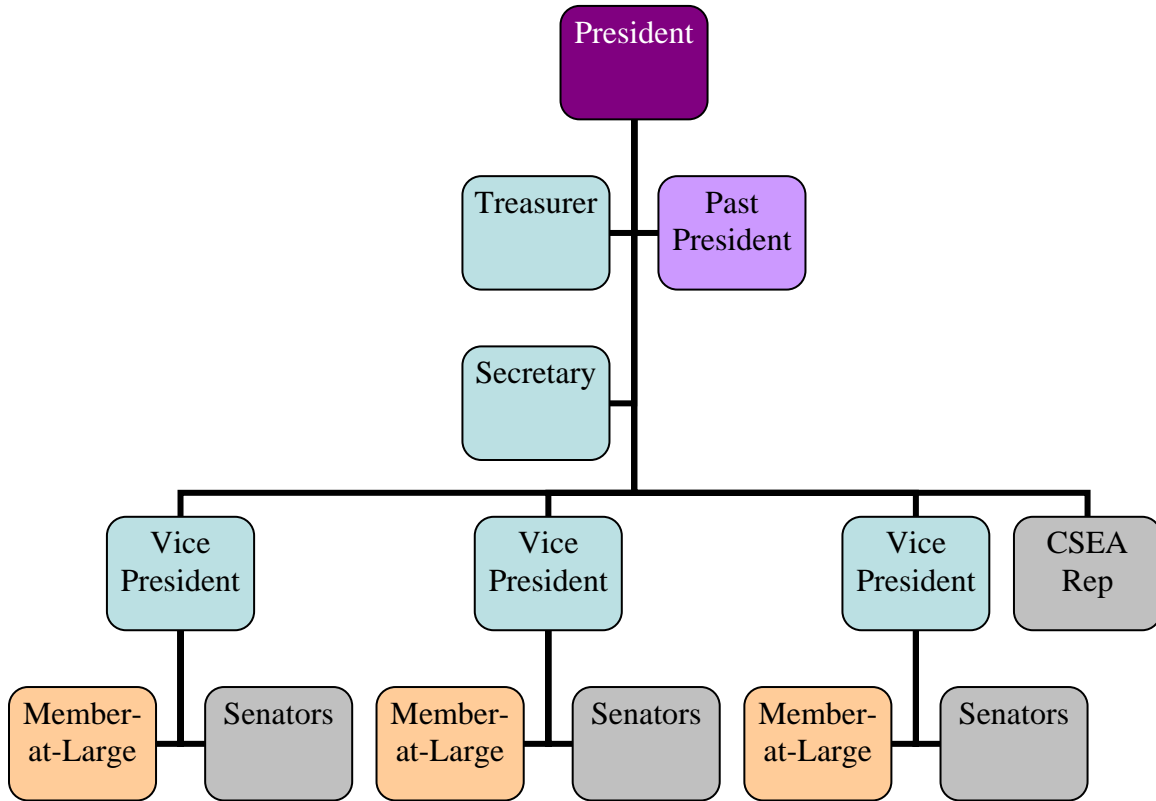 President
Treasurer
Past
President
Secretary
Vice
President
Vice
President
Vice
President
CSEA
Rep
Member-
at-Large
Senators
Member-
at-Large
Senators
Member-
at-Large
Senators